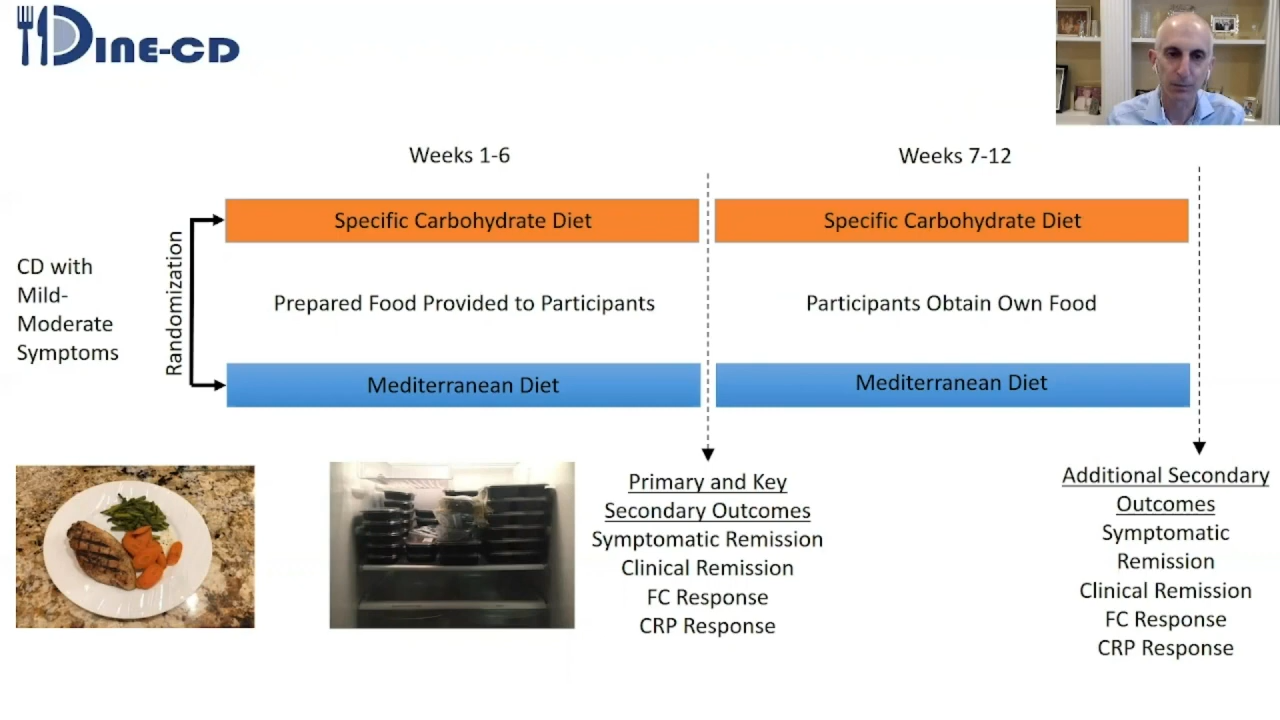 DINE-CD
Weeks 1-6
Weeks 7-12
Specific Carbohydrate Diet
Specific Carbohydrate Diet
CD with
Mild-
Moderate
Symptoms
Randomization
Prepared Food Provided to Participants
Participants Obtain Own Food
Mediterranean Diet
Mediterranean Diet
Primary and Key
Secondary Outcomes
Symptomatic Remission
Clinical Remission
FC Response
CRP Response
Additional Secondary
Outcomes
Symptomatic
Remission
Clinical Remission
FC Response
CRP Response